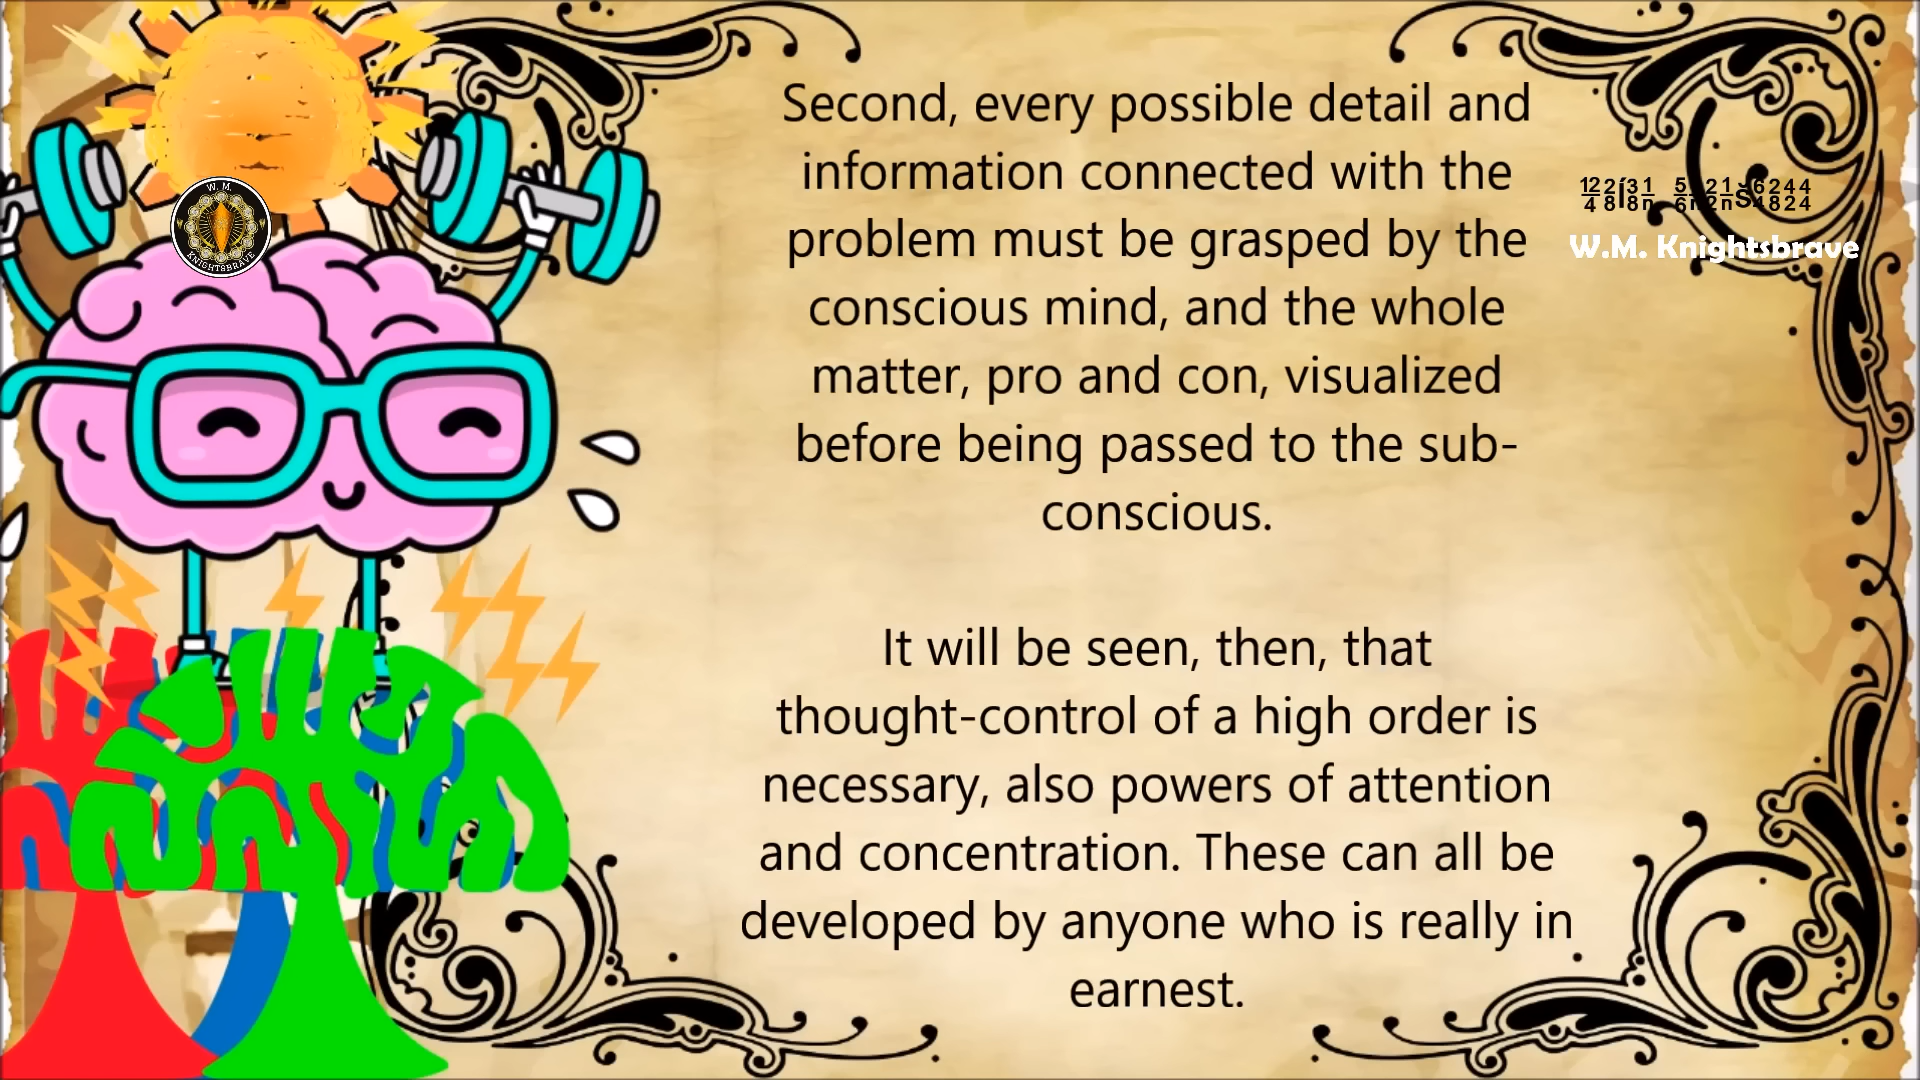 Second, every possible detail and
information connected with the
problem must be grasped by the
conscious mind, and the whole
matter, pro and con, visualized
before being passed to the sub-
conscious.
It will be seen, then, that
thought-control of a high order is
necessary, also powers of attention
and concentration. These can all be
developed by anyone who is really in
earnest.
W.M. Knightsbrave
W. M.
KNIGHTSBRAVE